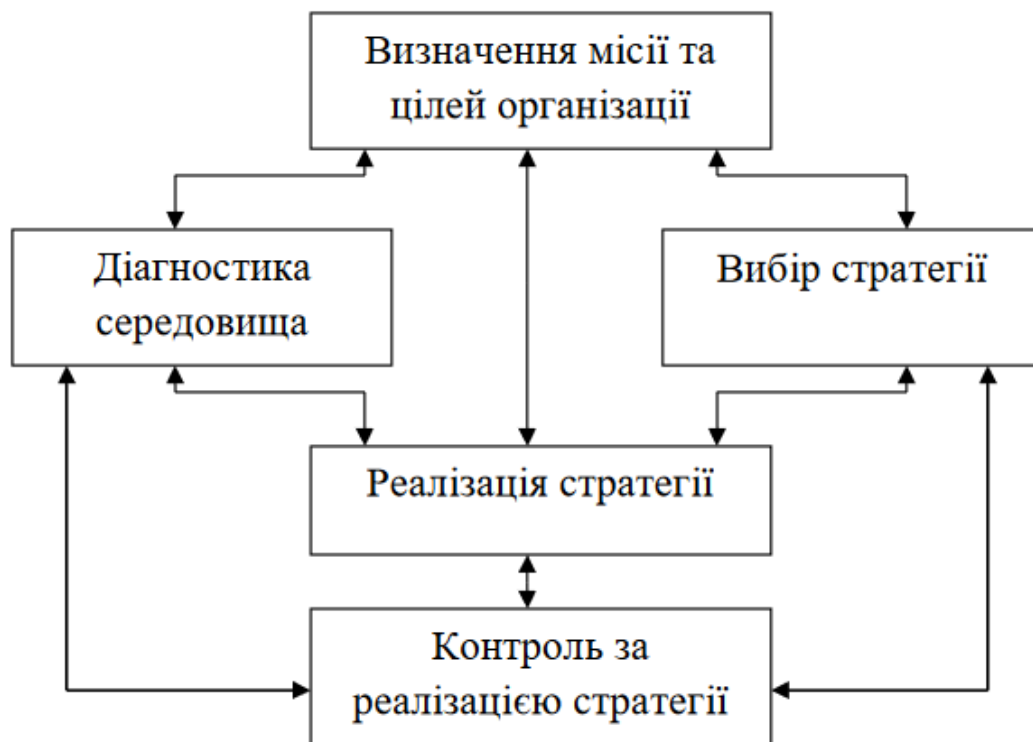 Визначення місії та
цілей організації
Діагностика
середовища
Вибір стратегії
Реалізація стратегії
Контроль за
реалізацією стратегії